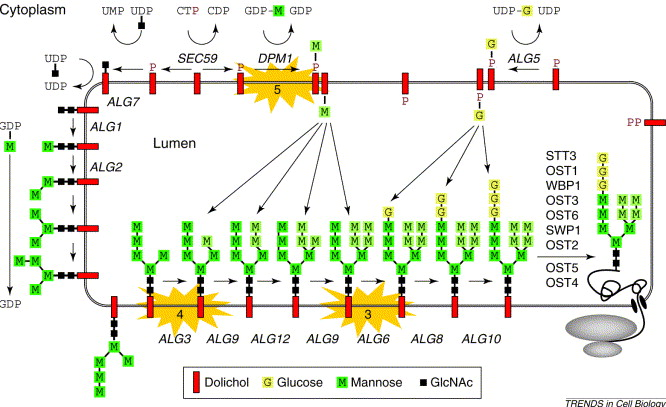 Cytoplasm
UMP UDP
CTP CDP
GDP-M GDP
UDP-G UDP
SEC59
DPM1
ALG5
UDP
UDP
P
P
P
P
P
P
P
M
G
P
PP
5
ALG7
M
G
ALG1
GDP
M
ALG2
Lumen
STT3
OST1
WBP1
OST3
OST6
SWP1
OST2
OST5
OST4
GDP
4
3
ALG3
ALG9
ALG12
ALG9
ALG6
ALG8
ALG10
Dolichol
G Glucose
M Mannose
GlcNAc
TRENDS in Cell Biology